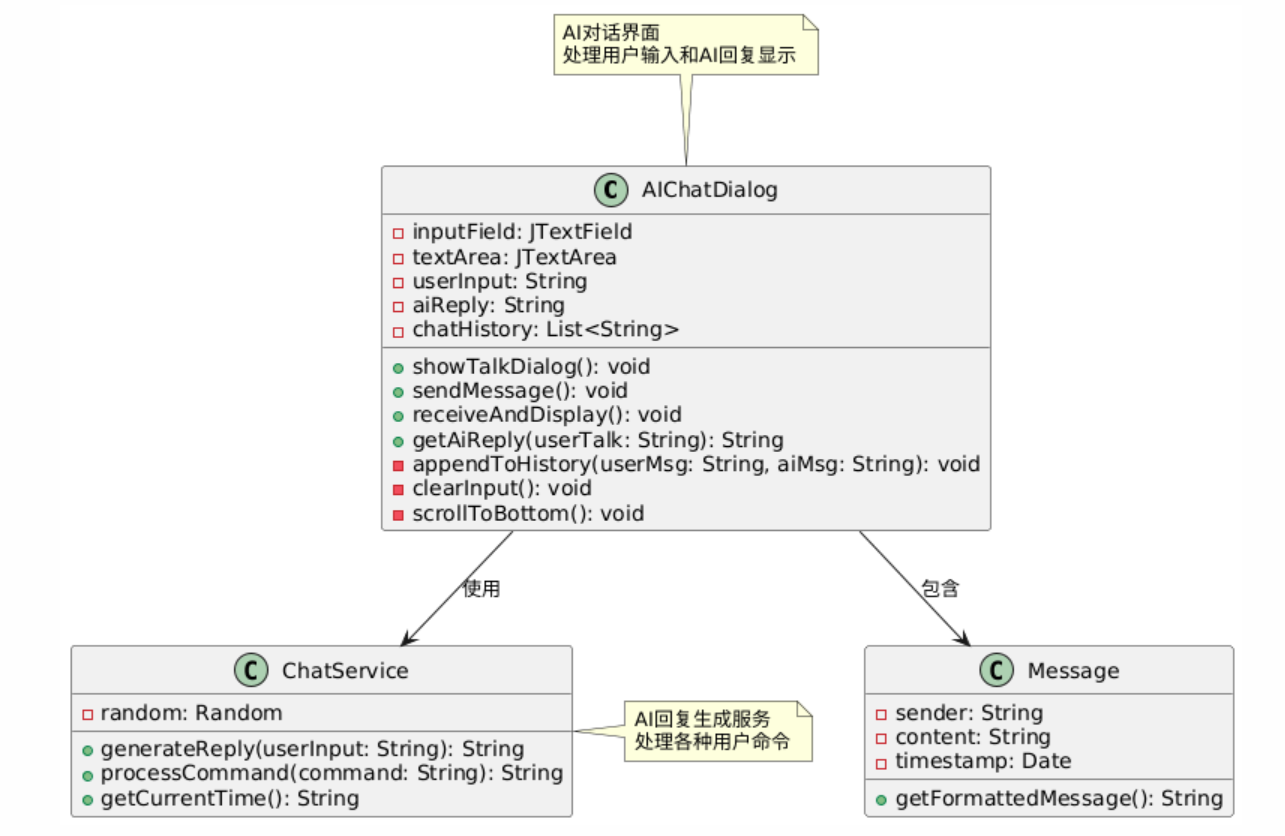 AI对话界面
处理用户输入和AI回复显示
C AIChatDialog
inputField: JTextField
textArea: JTextArea
userInput: String
aiReply: String
chatHistory: List<String>
showTalkDialog(): void
sendMessage(): void
receiveAndDisplay(): void
getAiReply(userTalk: String): String
appendToHistory(userMsg: String, aiMsg: String): void
clearInput(): void
scrollToBottom(): void
使用
包含
C ChatService
random: Random
generateReply(userInput: String): String
processCommand(command: String): String
getCurrentTime(): String
AI回复生成服务
处理各种用户命令
C Message
sender: String
content: String
timestamp: Date
getFormattedMessage(): String